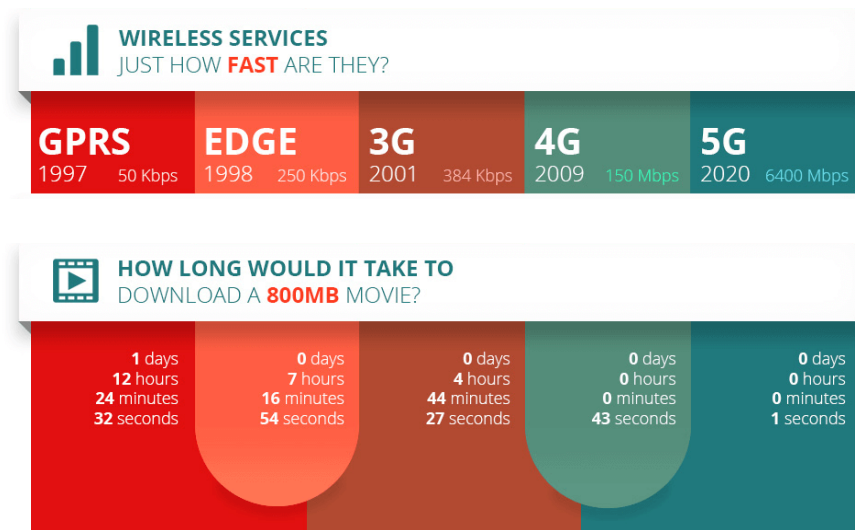 WIRELESS SERVICES
JUST HOW FAST ARE THEY?
GPRS
1997 50 Kbps
EDGE
1998 250 Kbps
3G
2001 384 Kbps
4G
2009 150 Mbps
5G
2020 6400 Mbps
HOW LONG WOULD IT TAKE TO
DOWNLOAD A 800MB MOVIE?
1 days
12 hours
24 minutes
32 seconds
0 days
7 hours
16 minutes
54 seconds
0 days
4 hours
44 minutes
27 seconds
0 days
0 hours
0 minutes
43 seconds
0 days
0 hours
0 minutes
1 seconds